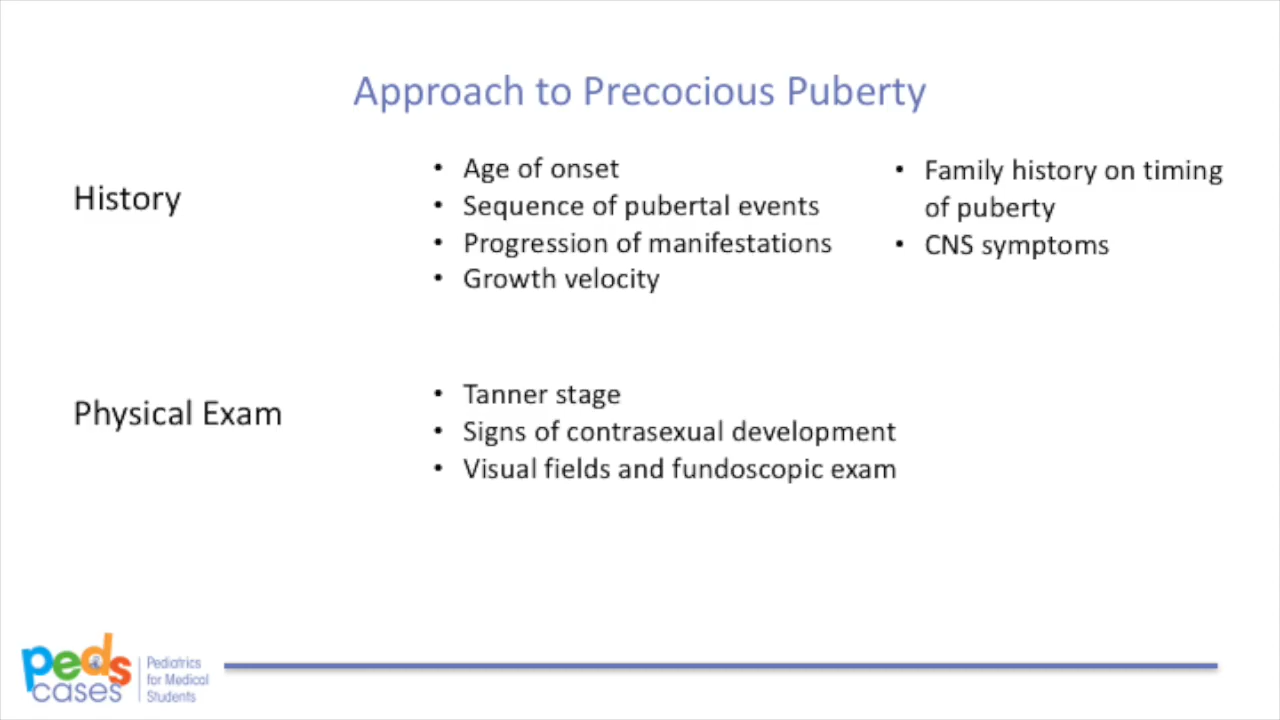 Approach to Precocious Puberty
History
• Age of onset
• Sequence of pubertal events
• Progression of manifestations
• Growth velocity
• Family history on timing
of puberty
• CNS symptoms
Physical Exam
• Tanner stage
• Signs of contrasexual development
• Visual fields and fundoscopic exam
peds
cases
Pediatrics
for Medical
Students